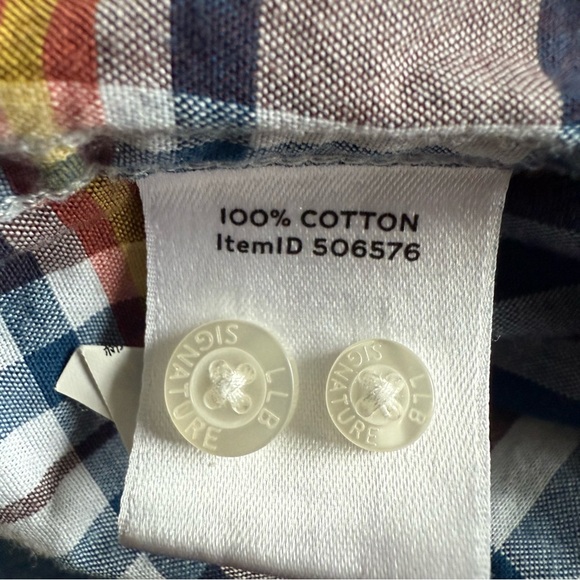 100% COTTON
ItemID 506576
LLB
SIGNATURE
LLB
SIGNATURE